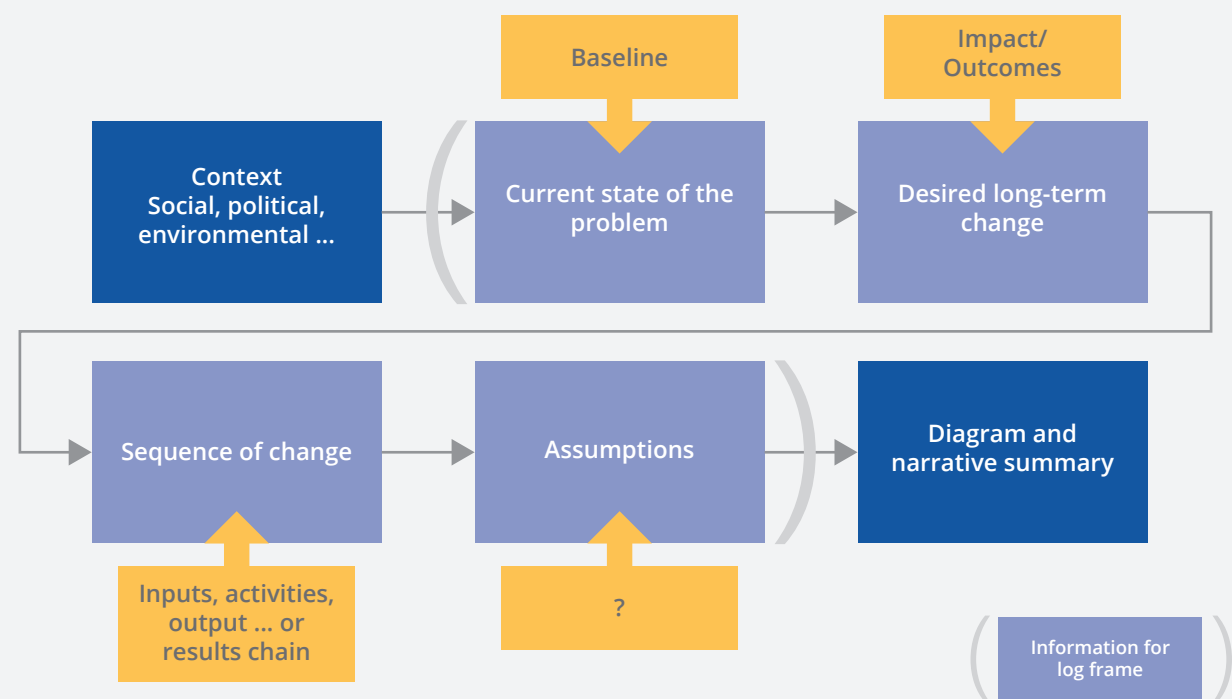 Baseline
Impact/
Outcomes
Context
Social, political,
environmental ...
Current state of the
problem
Desired long-term
change
Sequence of change
Assumptions
Diagram and
narrative summary
Inputs, activities,
output ... or
results chain
?
Information for
log frame